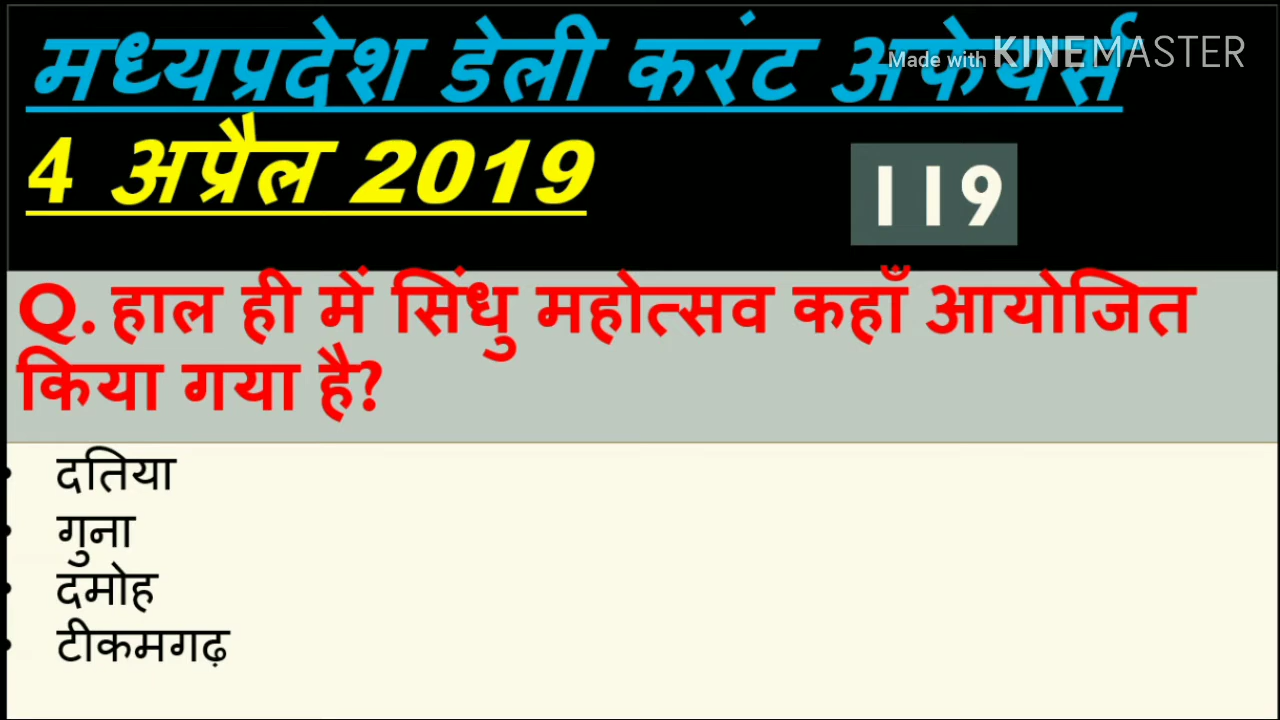 मध्यप्रदेश डेली करंट अफेयर्स
Made with KINEMASTER
4 अप्रैल 2019
119
Q. हाल ही में सिंधु महोत्सव कहाँ आयोजित
किया गया है?
• दतिया
• गुना
• दमोह
• टीकमगढ़